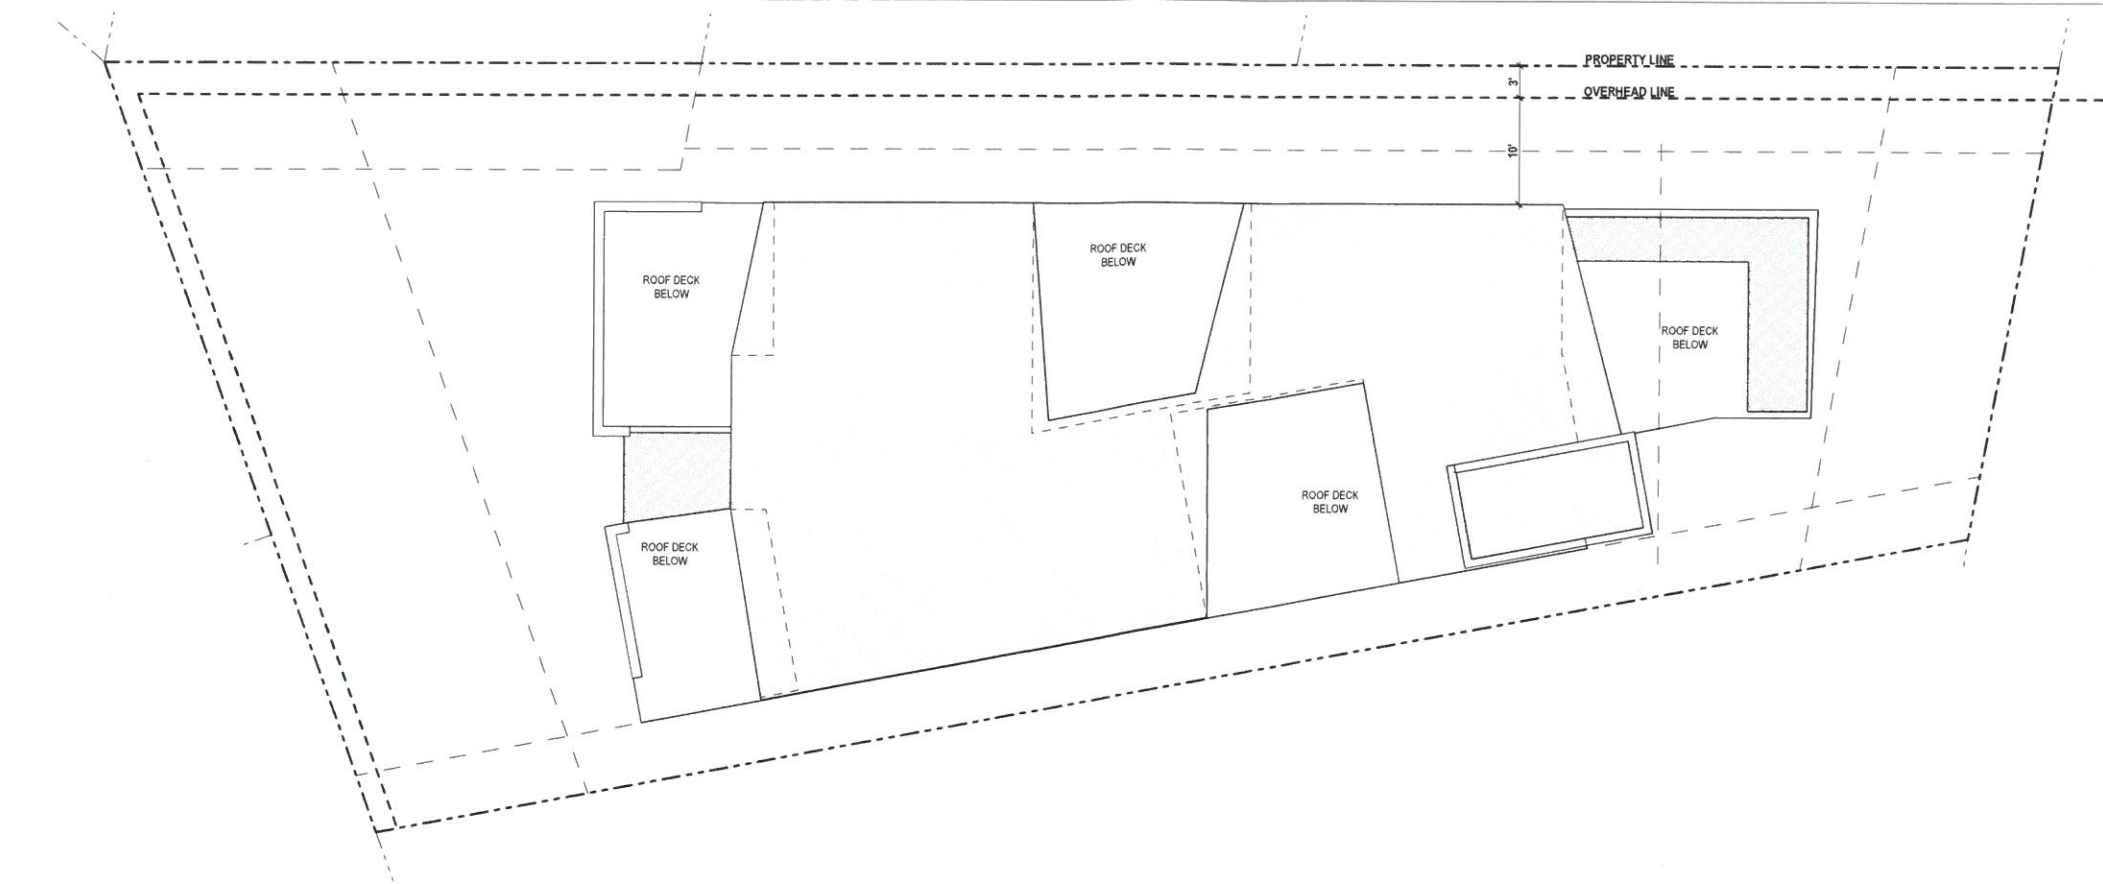 PROPERTY LINE
3'
OVERHEAD LINE
10'
ROOF DECK
BELOW
ROOF DECK
BELOW
ROOF DECK
BELOW
ROOF DECK
BELOW
ROOF DECK
BELOW